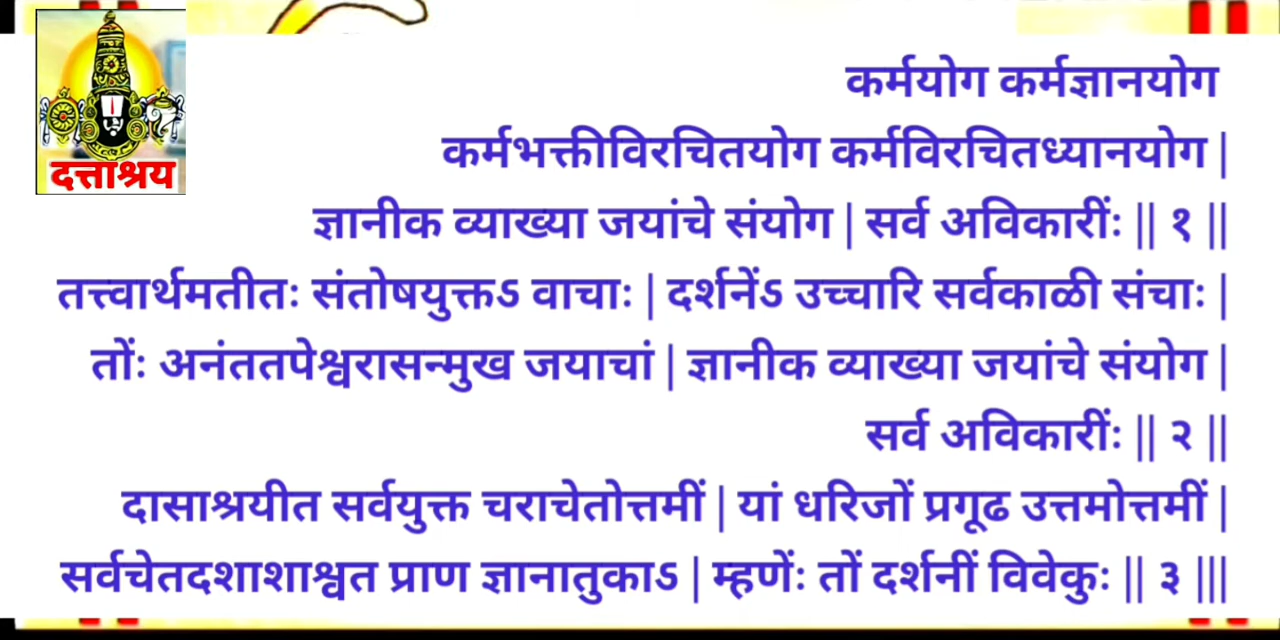 दत्ताश्रय
कर्मयोग कर्मज्ञानयोग
कर्मभक्तीविरचितयोग कर्मविरचितध्यानयोग |
ज्ञानीक व्याख्या जयांचे संयोग | सर्व अविकारींः || १ ||
तत्त्वार्थमतीतः संतोषयुक्तऽ वाचाः | दर्शनेंऽ उच्चारि सर्वकाळी संचाः |
तोंः अनंततपेश्वरासन्मुख जयाचां | ज्ञानीक व्याख्या जयांचे संयोग |
सर्व अविकारींः || २ ||
दासाश्रयीत सर्वयुक्त चराचेतोत्तमीं | यां धरिजों प्रगूढ उत्तमोत्तमीं |
सर्वचेतदशाशाश्वत प्राण ज्ञानातुकाऽ | म्हणेंः तों दर्शनीं विवेकुः || ३ |||